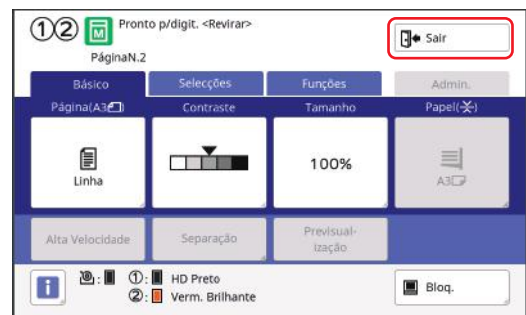 ①② M Pronto p/digit. <Revirar>
PáginaN.2
Sair
Básico Selecções Funções Admin.
Página(A3) Contraste Tamanho Papel()
Linha 100% A3
Alta Velocidade Separação Previsual-
ização
i ①: HD Preto
②: Verm. Brilhante
Bloq.